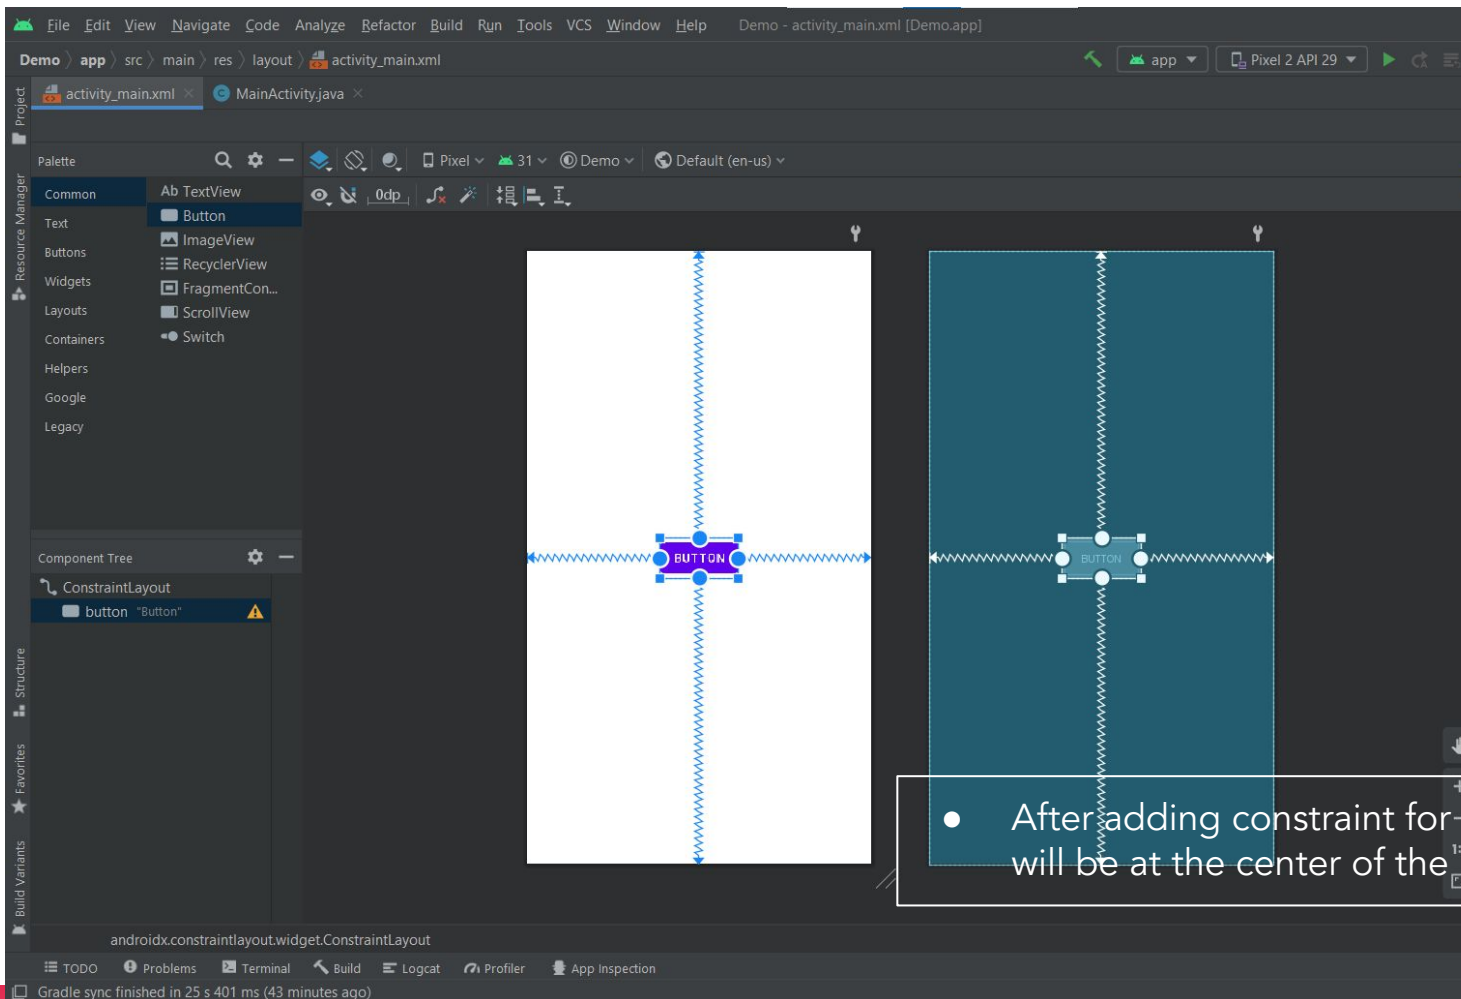 File Edit View Navigate Code Analyze Refactor Build Run Tools VCS Window Help Demo - activity_main.xml [Demo.app]
Demo app src main res layout activity_main.xml app Pixel 2 API 29
activity_main.xml MainActivity.java
Project
Resource Manager
Structure
Favorites
Build Variants
Palette
Pixel 31 Demo Default (en-us)
0dp
Common
Text
Buttons
Widgets
Layouts
Containers
Helpers
Google
Legacy
Ab TextView
Button
ImageView
RecyclerView
FragmentCon...
ScrollView
Switch
Component Tree
ConstraintLayout
button "Button"
BUTTON
BUTTON
After adding constraint for
will be at the center of the
androidx.constraintlayout.widget.ConstraintLayout
TODO Problems Terminal Build Logcat Profiler App Inspection
Gradle sync finished in 25 s 401 ms (43 minutes ago)